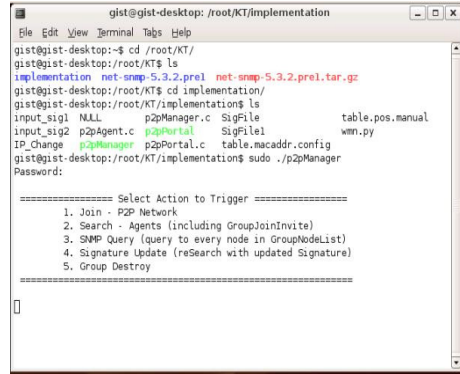 gist@gist-desktop: /root/KT/implementation
File Edit View Terminal Tabs Help
gist@gist-desktop:~$ cd /root/KT/
gist@gist-desktop:/root/KT$ ls
implementation net-snmp-5.3.2.pre1 net-snmp-5.3.2.pre1.tar.gz
gist@gist-desktop:/root/KT$ cd implementation/
gist@gist-desktop:/root/KT/implementation$ ls
input_sig1 NULL p2pManager.c SigFile table.pos.manual
input_sig2 p2pAgent.c p2pPortal SigFile1 wmn.py
IP_Change p2pManager p2pPortal.c table.macaddr.config
gist@gist-desktop:/root/KT/implementation$ sudo ./p2pManager
Password:
================= Select Action to Trigger =================
1. Join - P2P Network
2. Search - Agents (including GroupJoinInvite)
3. SNMP Query (query to every node in GroupNodeList)
4. Signature Update (reSearch with updated Signature)
5. Group Destroy
=============================================================